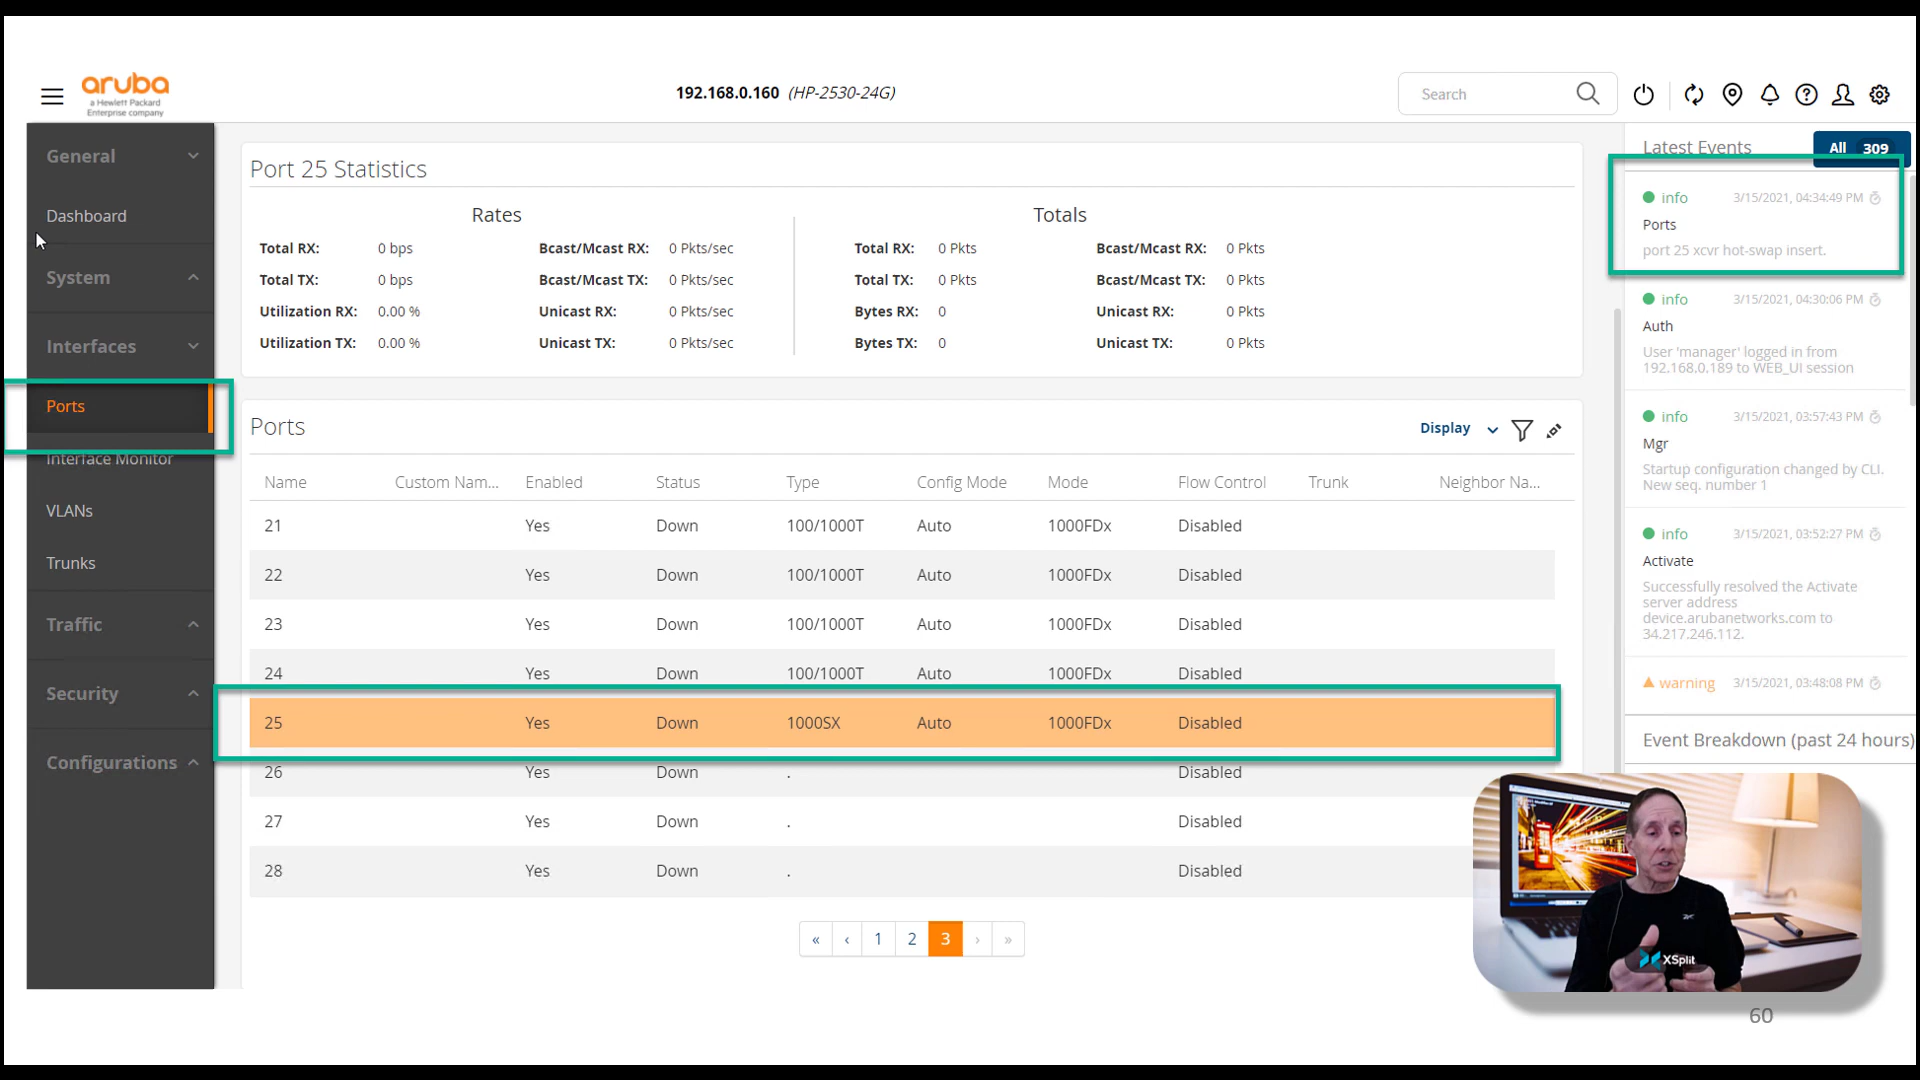 aruba
a Hewlett Packard
Enterprise company
192.168.0.160 (HP-2530-24G)
Search
General
Dashboard
System
Interfaces
Ports
Interface Monitor
VLANs
Trunks
Traffic
Security
Configurations
Port 25 Statistics
Rates
Total RX: 0 bps Bcast/Mcast RX: 0 Pkts/sec
Total TX: 0 bps Bcast/Mcast TX: 0 Pkts/sec
Utilization RX: 0.00 % Unicast RX: 0 Pkts/sec
Utilization TX: 0.00 % Unicast TX: 0 Pkts/sec
Totals
Total RX: 0 Pkts Bcast/Mcast RX: 0 Pkts
Total TX: 0 Pkts Bcast/Mcast TX: 0 Pkts
Bytes RX: 0 Unicast RX: 0 Pkts
Bytes TX: 0 Unicast TX: 0 Pkts
Ports
Display
Name Custom Nam... Enabled Status Type Config Mode Mode Flow Control Trunk Neighbor Na...
21 Yes Down 100/1000T Auto 1000FDx Disabled
22 Yes Down 100/1000T Auto 1000FDx Disabled
23 Yes Down 100/1000T Auto 1000FDx Disabled
24 Yes Down 100/1000T Auto 1000FDx Disabled
25 Yes Down 1000SX Auto 1000FDx Disabled
26 Yes Down . Disabled
27 Yes Down . Disabled
28 Yes Down . Disabled
« ‹ 1 2 3 › »
Latest Events All 309
info 3/15/2021, 04:34:49 PM
Ports
port 25 xcvr hot-swap insert.
info 3/15/2021, 04:30:06 PM
Auth
User 'manager' logged in from
192.168.0.189 to WEB_UI session
info 3/15/2021, 03:57:43 PM
Mgr
Startup configuration changed by CLI.
New seq. number 1
info 3/15/2021, 03:52:27 PM
Activate
Successfully resolved the Activate
server address
device.arubanetworks.com to
34.217.246.112.
warning 3/15/2021, 03:48:08 PM
Event Breakdown (past 24 hours)
XSplit
60